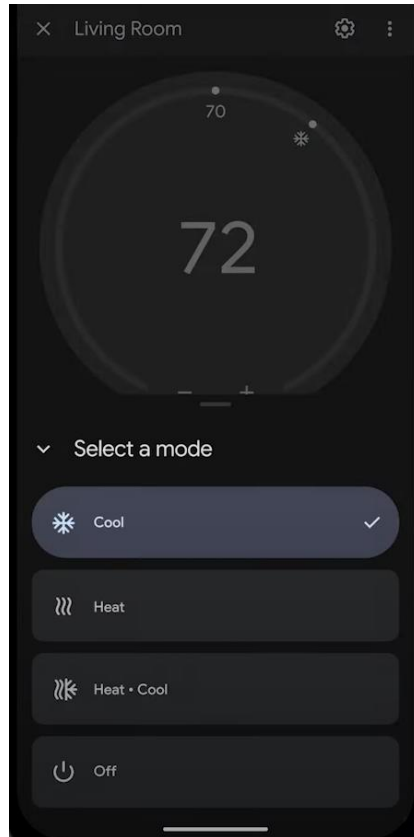 Living Room
70
72
Select a mode
Cool
Heat
Heat • Cool
Off